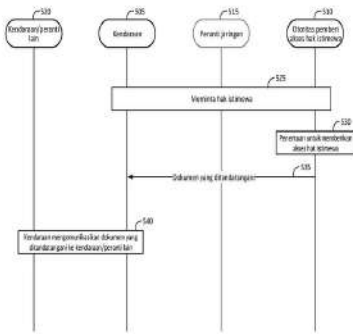 520
505
515
510
Kendaraan/peranti
lain
Kendaraan
Peranti jaringan
Otoritas pemberi
akses hak istimewa
525
Meminta hak istimewa
530
Penentuan untuk memberikan
akses hak istimewa
535
Dokumen yang ditandatangani
540
Kendaraan mengomunikasikan dokumen yang
ditandatangani ke kendaraan/peranti lain